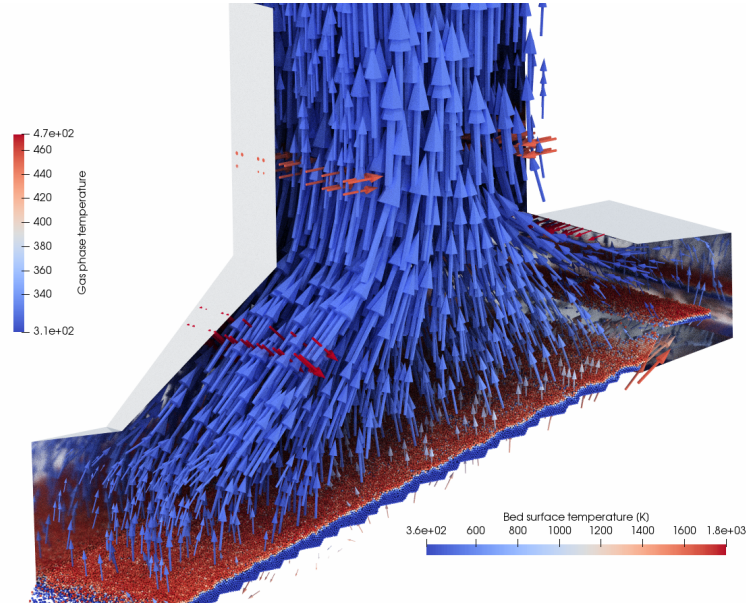 4.7e+02
460
440
420
400
380
360
340
3.1e+02
Gas phase temperature
Bed surface temperature (K)
3.6e+02 600 800 1000 1200 1400 1600 1.8e+03